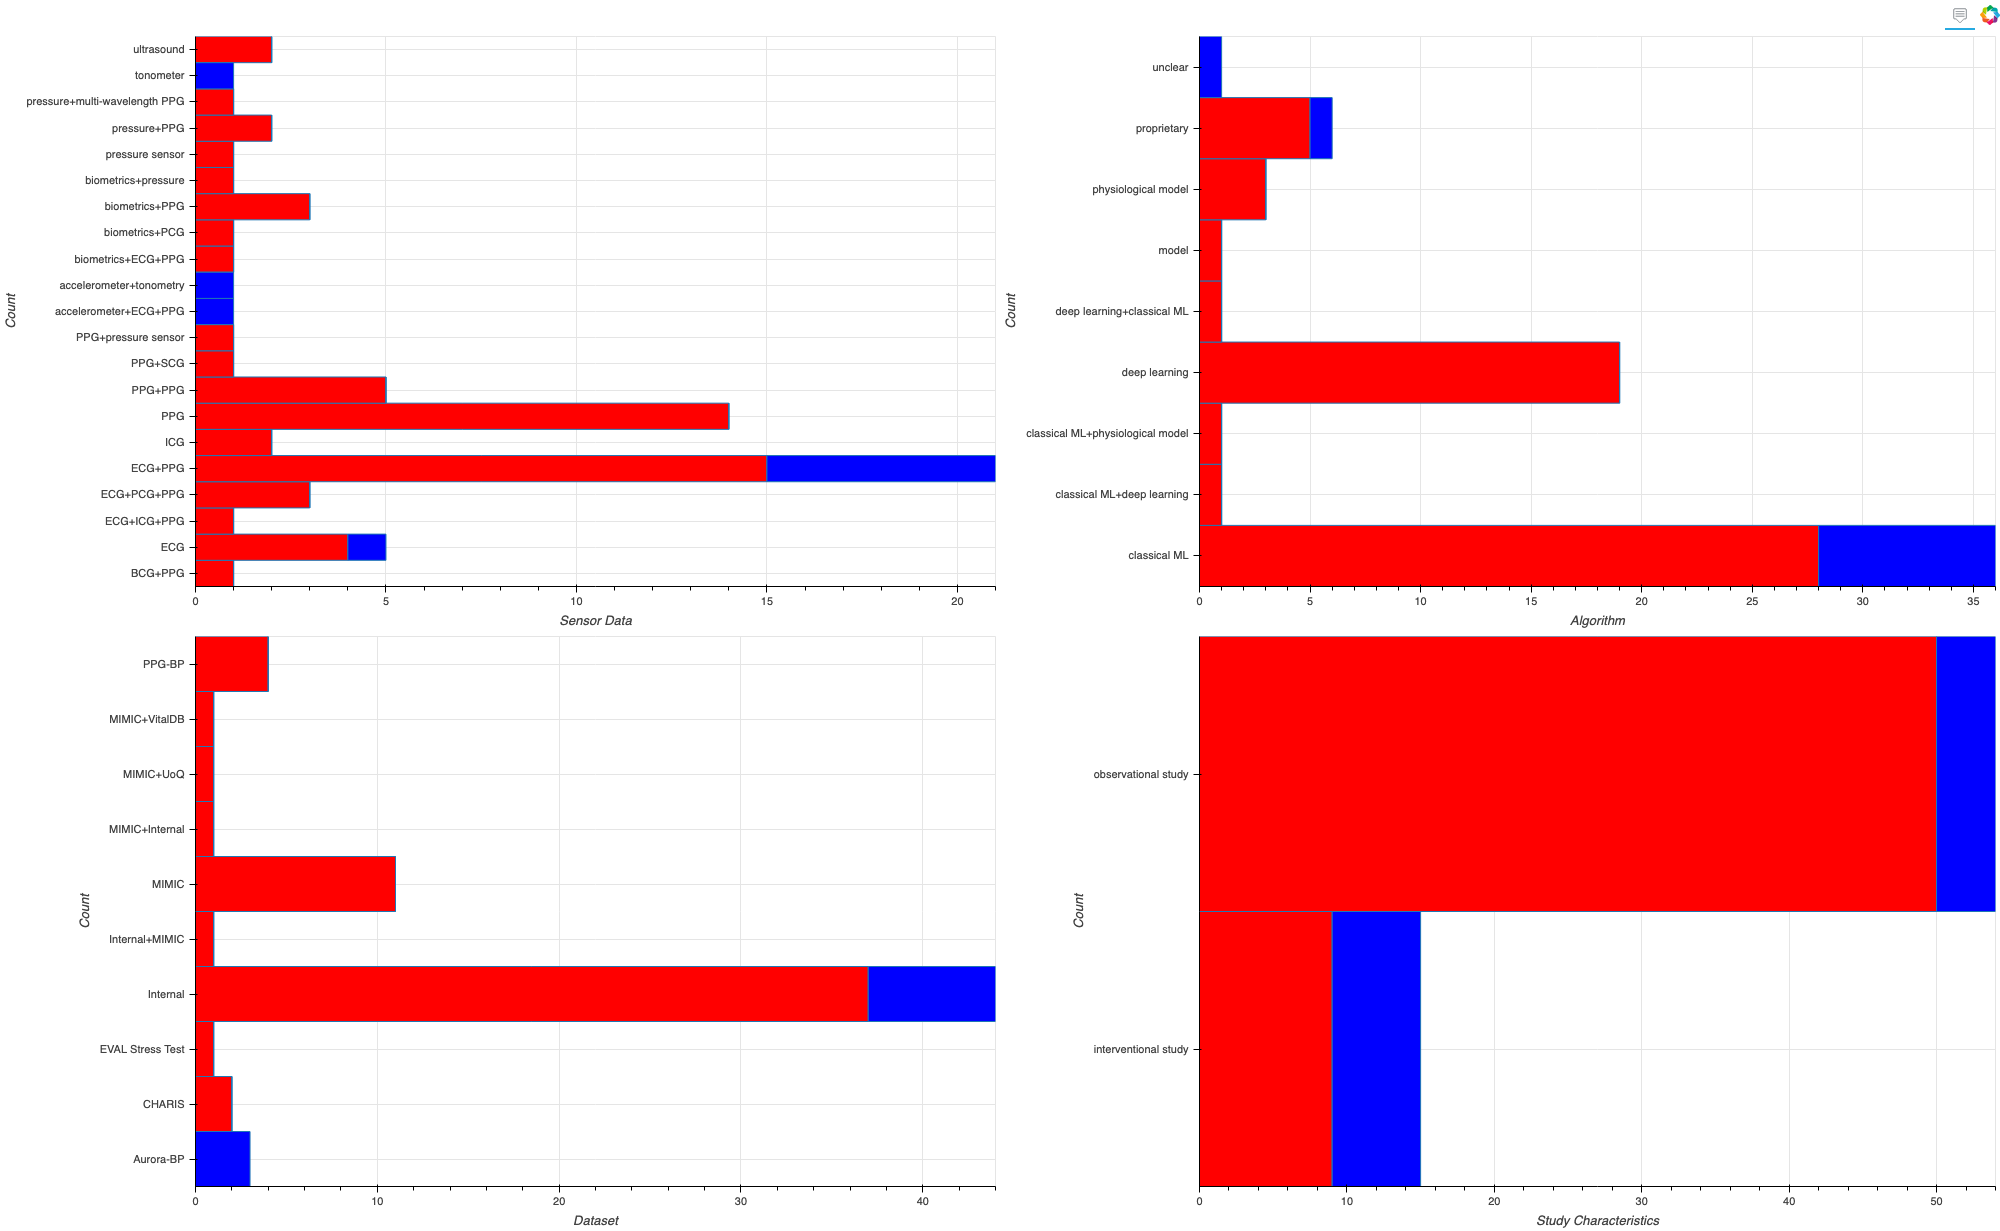 ultrasound
tonometer
pressure+multi-wavelength PPG
pressure+PPG
pressure sensor
biometrics+pressure
biometrics+PPG
biometrics+PCG
biometrics+ECG+PPG
accelerometer+tonometry
accelerometer+ECG+PPG
PPG+pressure sensor
PPG+SCG
PPG+PPG
PPG
ICG
ECG+PPG
ECG+PCG+PPG
ECG+ICG+PPG
ECG
BCG+PPG
Count
0 5 10 15 20
Sensor Data
unclear
proprietary
physiological model
model
deep learning+classical ML
deep learning
classical ML+physiological model
classical ML+deep learning
classical ML
Count
0 5 10 15 20 25 30 35
Algorithm
PPG-BP
MIMIC+VitalDB
MIMIC+UoQ
MIMIC+Internal
MIMIC
Internal+MIMIC
Internal
EVAL Stress Test
CHARIS
Aurora-BP
Count
0 10 20 30 40
Dataset
observational study
interventional study
Count
0 10 20 30 40 50
Study Characteristics